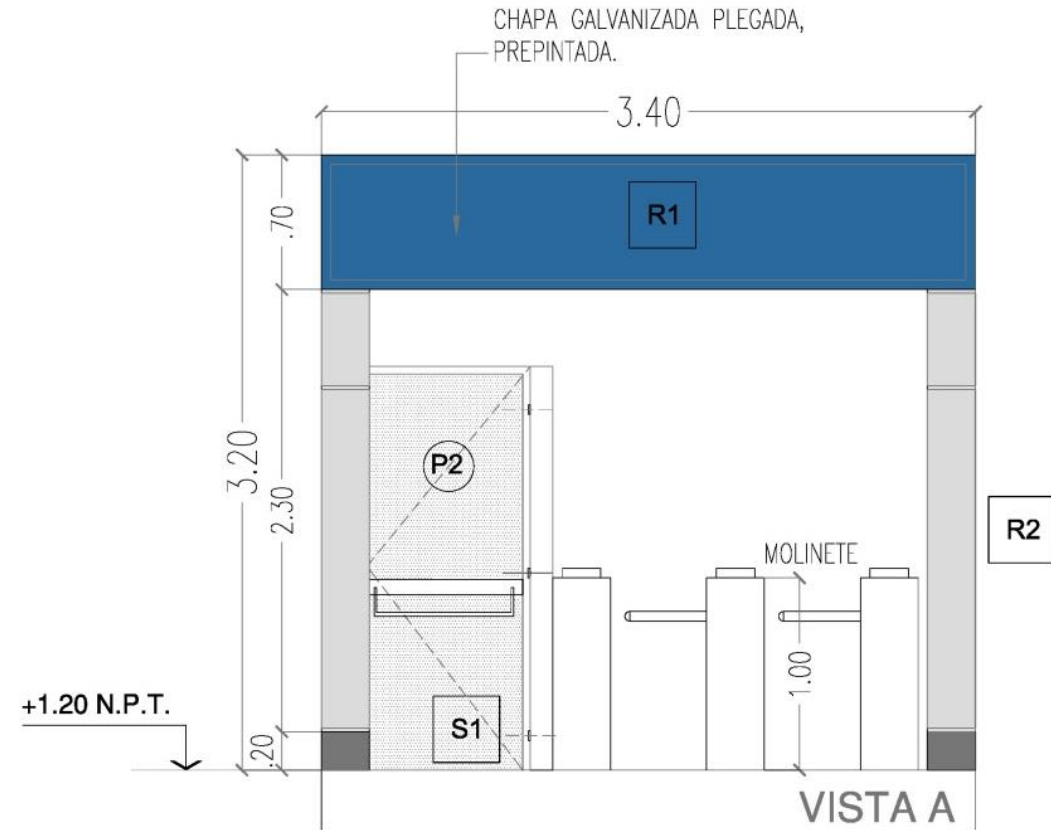 CHAPA GALVANIZADA PLEGADA,
PREPINTADA.
3.40
.70
R1
3.20
2.30
P2
R2
MOLINETE
1.00
+1.20 N.P.T.
S1
.20
VISTA A